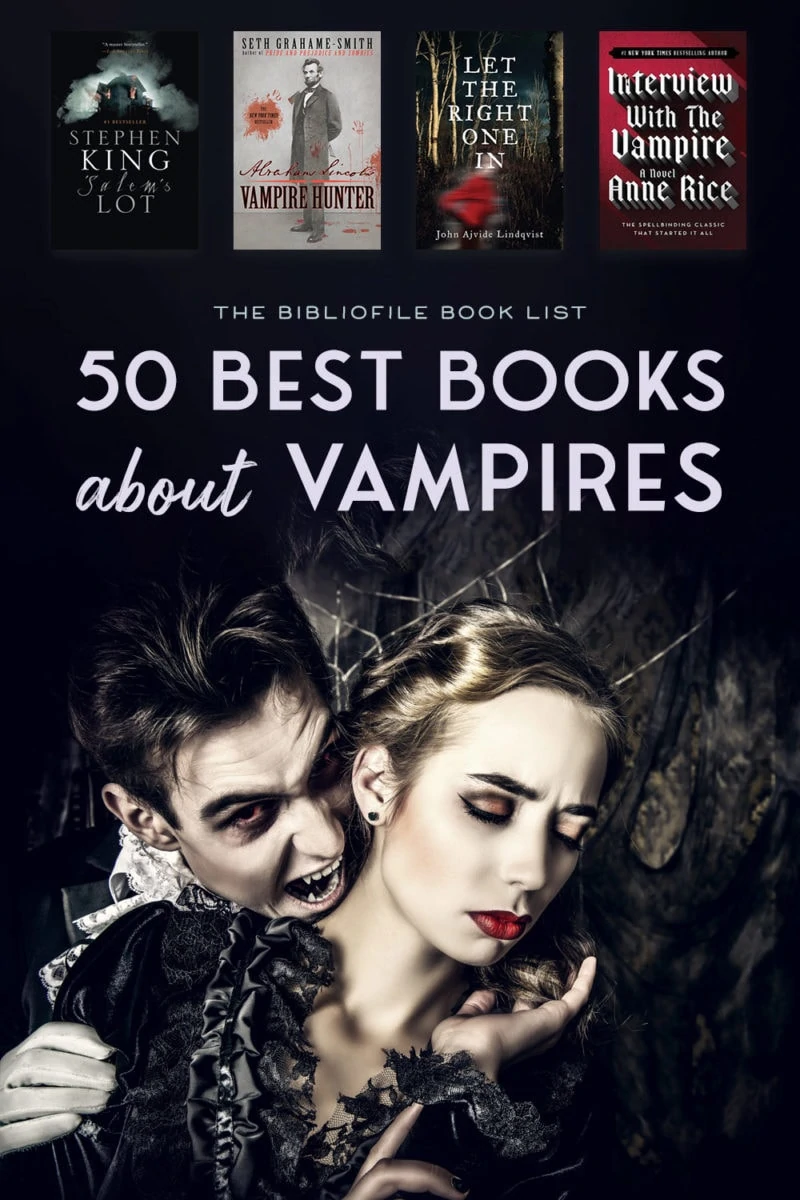 "A master storyteller."
STEPHEN
KING
'Salem's
LOT
#1 BESTSELLER
SETH GRAHAME-SMITH
author of PRIDE AND PREJUDICE AND ZOMBIES
THE
NEW YORK TIMES
BESTSELLER
Abraham Lincoln
VAMPIRE HUNTER
LET
THE
RIGHT
ONE
IN
John Ajvide Lindqvist
#1 NEW YORK TIMES BESTSELLING AUTHOR
Interview
With The
Vampire
A Novel
Anne Rice
THE SPELLBINDING CLASSIC
THAT STARTED IT ALL
THE BIBLIOFILE BOOK LIST
50 BEST BOOKS
about VAMPIRES